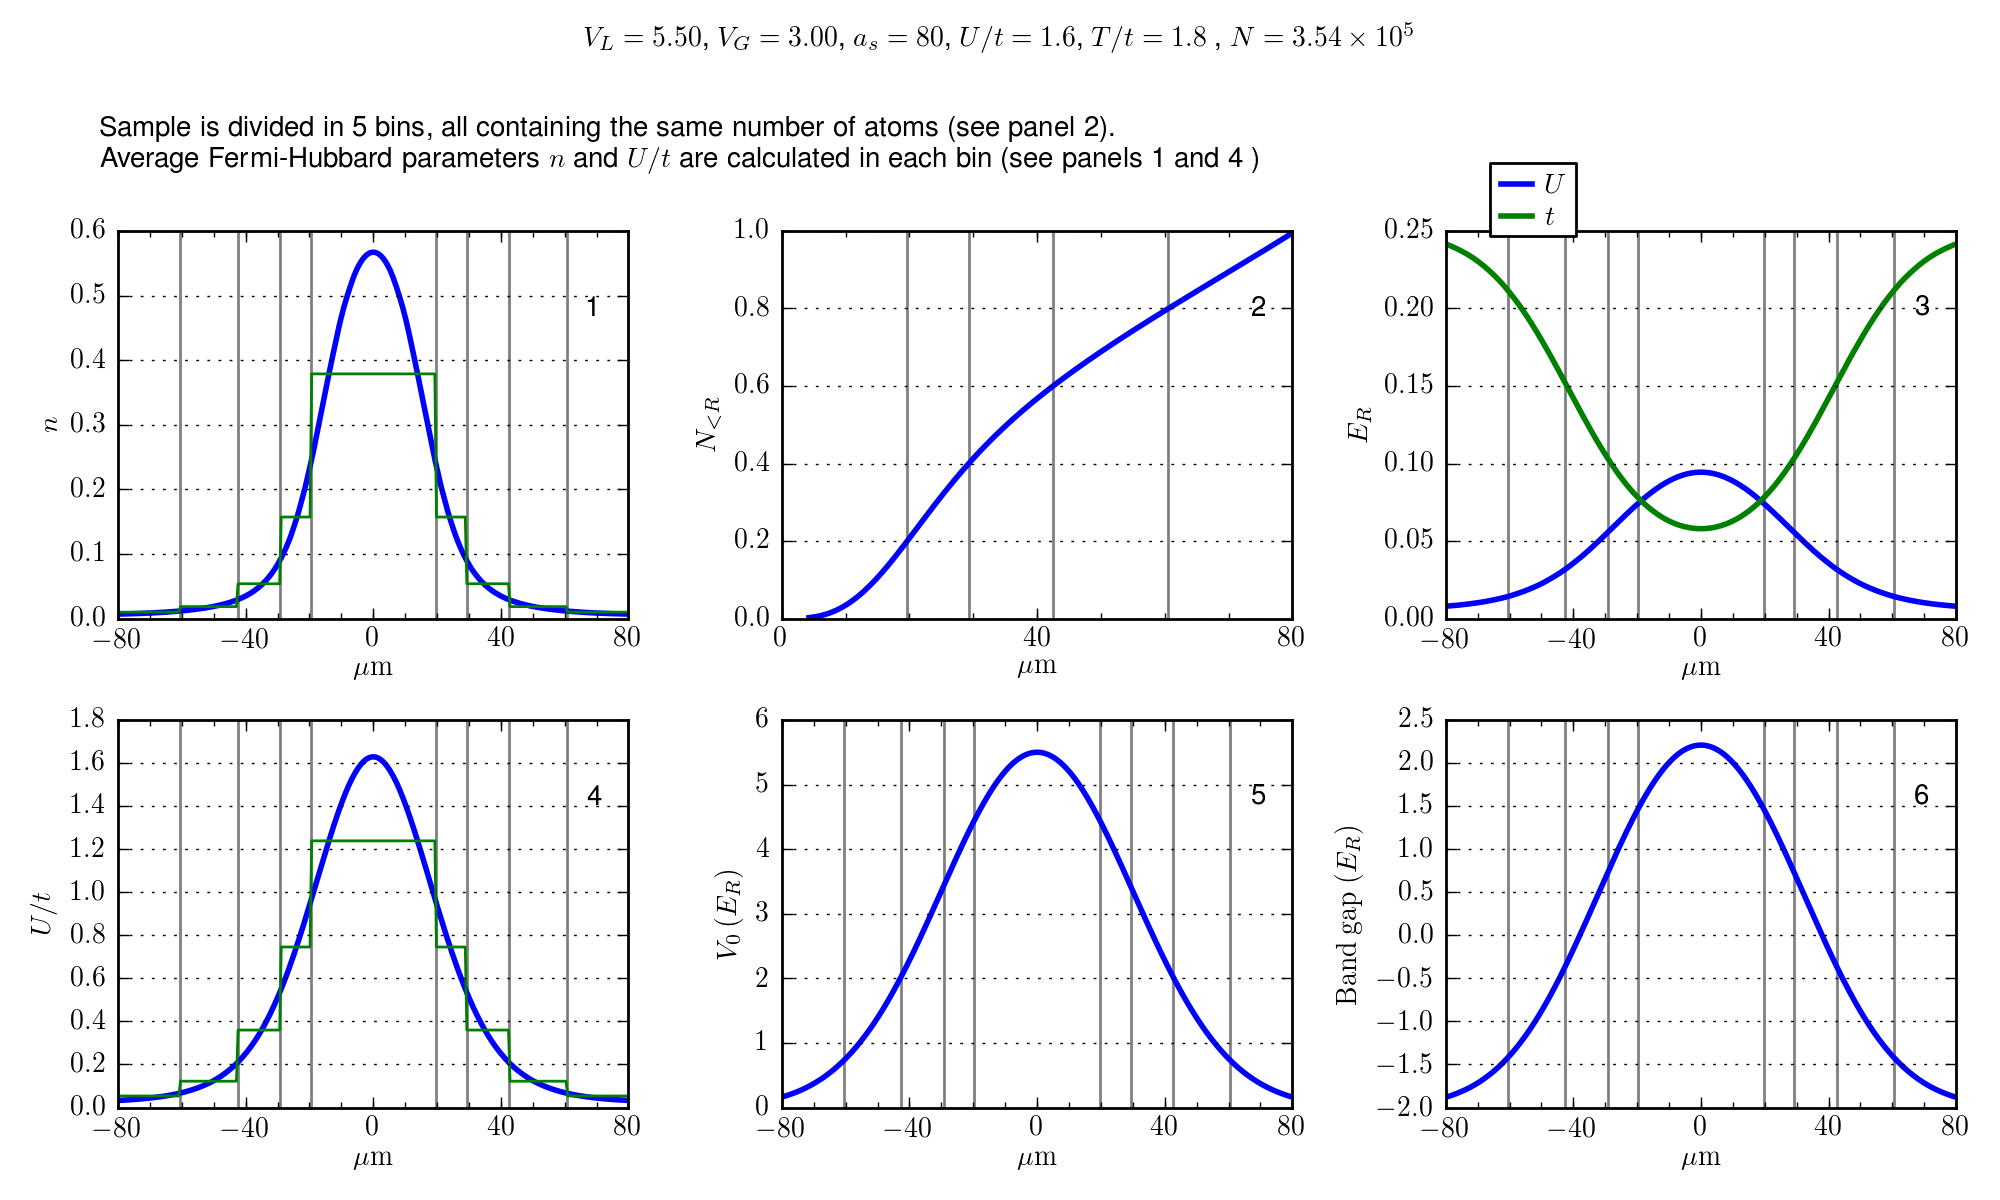 V_L = 5.50, V_G = 3.00, a_s = 80, U/t = 1.6, T/t = 1.8 , N = 3.54 × 10^5
Sample is divided in 5 bins, all containing the same number of atoms (see panel 2).
Average Fermi-Hubbard parameters n and U/t are calculated in each bin (see panels 1 and 4 )
U
t
0.6
0.5
0.4
0.3
0.2
0.1
0.0
n
1
−80 −40 0 40 80
μm
1.0
0.8
0.6
0.4
0.2
0.0
N_{<R}
2
0 40 80
μm
0.25
0.20
0.15
0.10
0.05
0.00
E_R
3
−80 −40 0 40 80
μm
1.8
1.6
1.4
1.2
1.0
0.8
0.6
0.4
0.2
0.0
U/t
4
−80 −40 0 40 80
μm
6
5
4
3
2
1
0
V_0 (E_R)
5
−80 −40 0 40 80
μm
2.5
2.0
1.5
1.0
0.5
0.0
−0.5
−1.0
−1.5
−2.0
Band gap (E_R)
6
−80 −40 0 40 80
μm